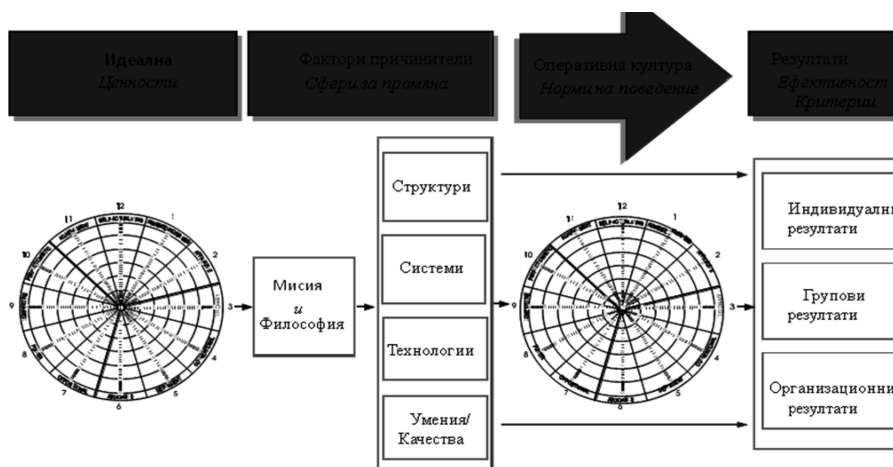 Идеална
Ценности
Фактори причинители
Сфери за промяна
Оперативна култура
Норми на поведение
Резултати
Ефективност
Критерии
12
11
1
10
2
9
3
8
4
7
5
6
Мисия
и
Философия
Структури
Системи
Технологии
Умения/
Качества
12
11
1
10
2
9
3
8
4
7
5
6
Индивидуални
резултати
Групови
резултати
Организационни
резултати